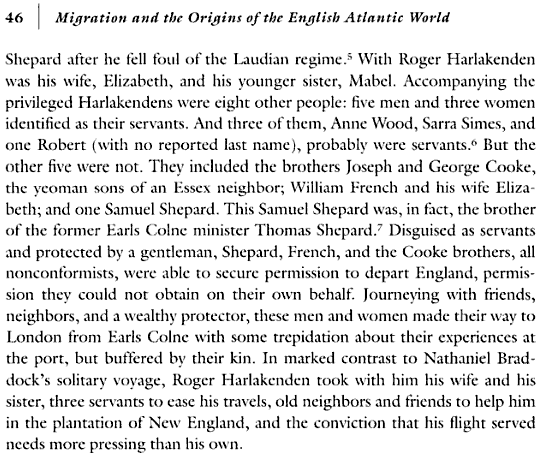 46 | Migration and the Origins of the English Atlantic World
Shepard after he fell foul of the Laudian regime.⁵ With Roger Harlakenden
was his wife, Elizabeth, and his younger sister, Mabel. Accompanying the
privileged Harlakendens were eight other people: five men and three women
identified as their servants. And three of them, Anne Wood, Sarra Simes, and
one Robert (with no reported last name), probably were servants.⁶ But the
other five were not. They included the brothers Joseph and George Cooke,
the yeoman sons of an Essex neighbor; William French and his wife Eliza-
beth; and one Samuel Shepard. This Samuel Shepard was, in fact, the brother
of the former Earls Colne minister Thomas Shepard.⁷ Disguised as servants
and protected by a gentleman, Shepard, French, and the Cooke brothers, all
nonconformists, were able to secure permission to depart England, permis-
sion they could not obtain on their own behalf. Journeying with friends,
neighbors, and a wealthy protector, these men and women made their way to
London from Earls Colne with some trepidation about their experiences at
the port, but buffered by their kin. In marked contrast to Nathaniel Brad-
dock's solitary voyage, Roger Harlakenden took with him his wife and his
sister, three servants to ease his travels, old neighbors and friends to help him
in the plantation of New England, and the conviction that his flight served
needs more pressing than his own.